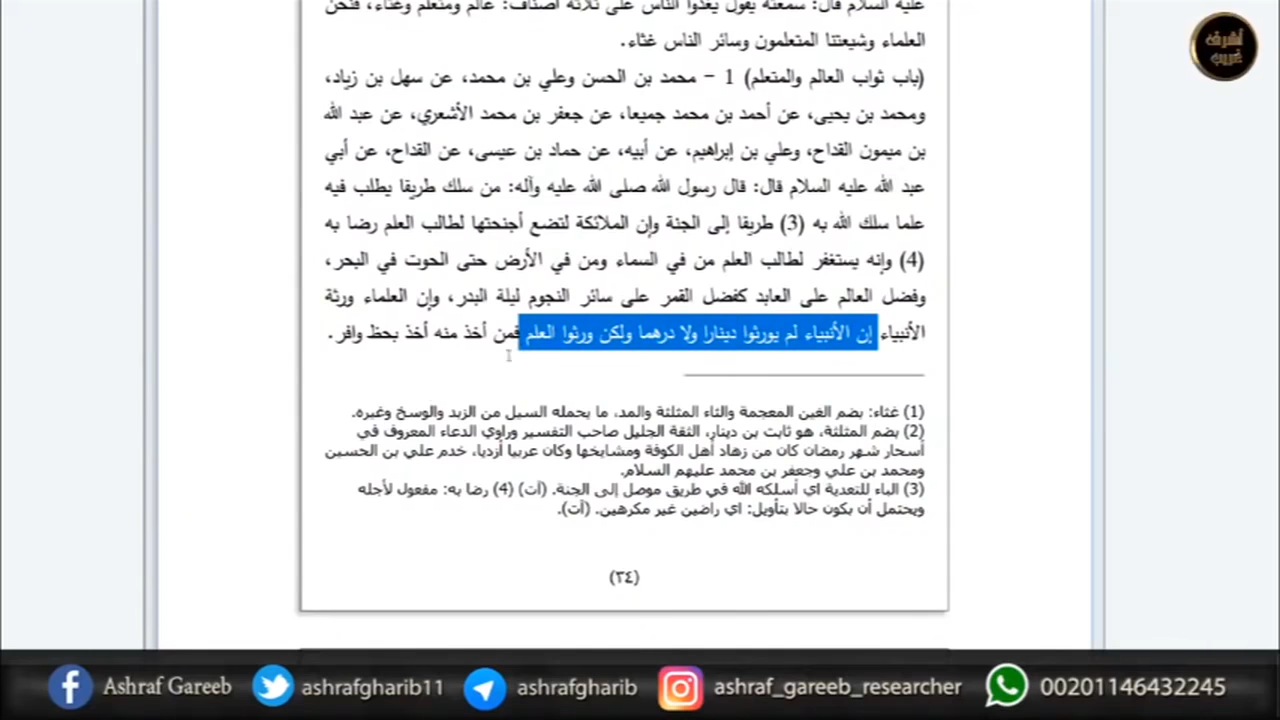 عليه السلام قال: سمعته يقول يغدوا الناس على ثلاثة أصناف: عالم ومتعلم وغثاء، فنحن
العلماء وشيعتنا المتعلمون وسائر الناس غثاء.
(باب ثواب العالم والمتعلم) 1 - محمد بن الحسن وعلي بن محمد، عن سهل بن زياد،
ومحمد بن يحيى، عن أحمد بن محمد جميعا، عن جعفر بن محمد الأشعري، عن عبد الله
بن ميمون القداح، وعلي بن إبراهيم، عن أبيه، عن حماد بن عيسى، عن القداح، عن أبي
عبد الله عليه السلام قال: قال رسول الله صلى الله عليه وآله: من سلك طريقا يطلب فيه
علما سلك الله به (3) طريقا إلى الجنة وإن الملائكة لتضع أجنحتها لطالب العلم رضا به
(4) وإنه يستغفر لطالب العلم من في السماء ومن في الأرض حتى الحوت في البحر،
وفضل العالم على العابد كفضل القمر على سائر النجوم ليلة البدر، وإن العلماء ورثة
الأنبياء إن الأنبياء لم يورثوا دينارا ولا درهما ولكن ورثوا العلم فمن أخذ منه أخذ بحظ وافر.
(1) غثاء: بضم الغين المعجمة والثاء المثلثة والمد، ما يحمله السيل من الزبد والوسخ وغيره.
(2) بضم المثلثة، هو ثابت بن دينار، الثقة الجليل صاحب التفسير وراوي الدعاء المعروف في
أسحار شهر رمضان كان من زهاد أهل الكوفة ومشايخها وكان عربيا أزديا، خدم علي بن الحسين
ومحمد بن علي وجعفر بن محمد عليهم السلام.
(3) الباء للتعدية اي أسلكه الله في طريق موصل إلى الجنة. (آت) (4) رضا به: مفعول لأجله
ويحتمل أن يكون حالا بتأويل: اي راضين غير مكرهين. (آت).
(٣٤)
أشرف
غريب
Ashraf Gareeb
ashrafgharib11
ashrafgharib
ashraf_gareeb_researcher
00201146432245